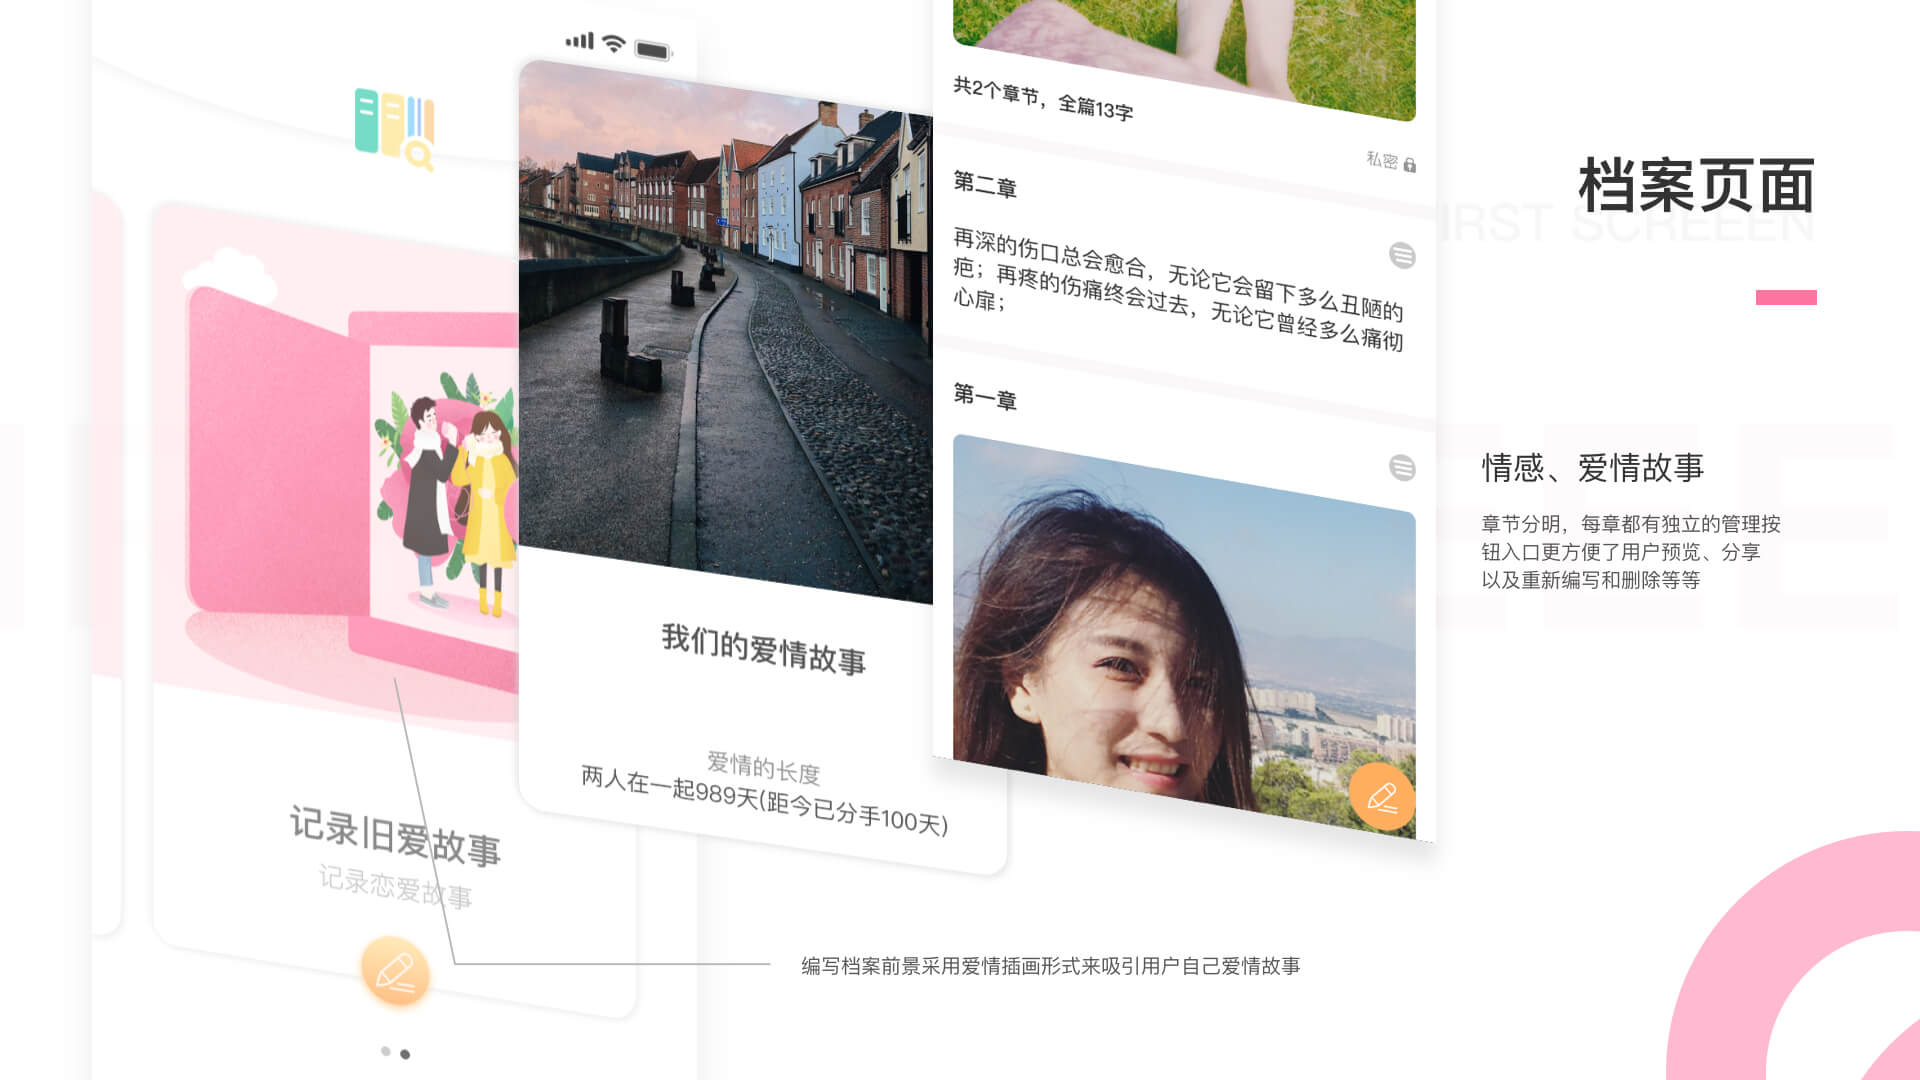 档案页面
FIRST SCREEEN
共2个章节，全篇13字
私密
第二章
再深的伤口总会愈合，无论它会留下多么丑陋的
疤；再疼的伤痛终会过去，无论它曾经多么痛彻
心扉；
第一章
我们的爱情故事
爱情的长度
两人在一起989天(距今已分手100天)
记录旧爱故事
记录恋爱故事
情感、爱情故事
章节分明，每章都有独立的管理按
钮入口更方便了用户预览、分享
以及重新编写和删除等等
编写档案前景采用爱情插画形式来吸引用户自己爱情故事